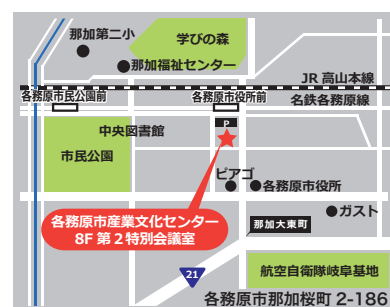 那加第二小
学びの森
那加福祉センター
JR 高山本線
各務原市民公園前
各務原市役所前
名鉄各務原線
P
中央図書館
市民公園
ピアゴ
各務原市役所
各務原市産業文化センター
8F 第2特別会議室
ガスト
那加大東町
21
航空自衛隊岐阜基地
各務原市那加桜町 2-186